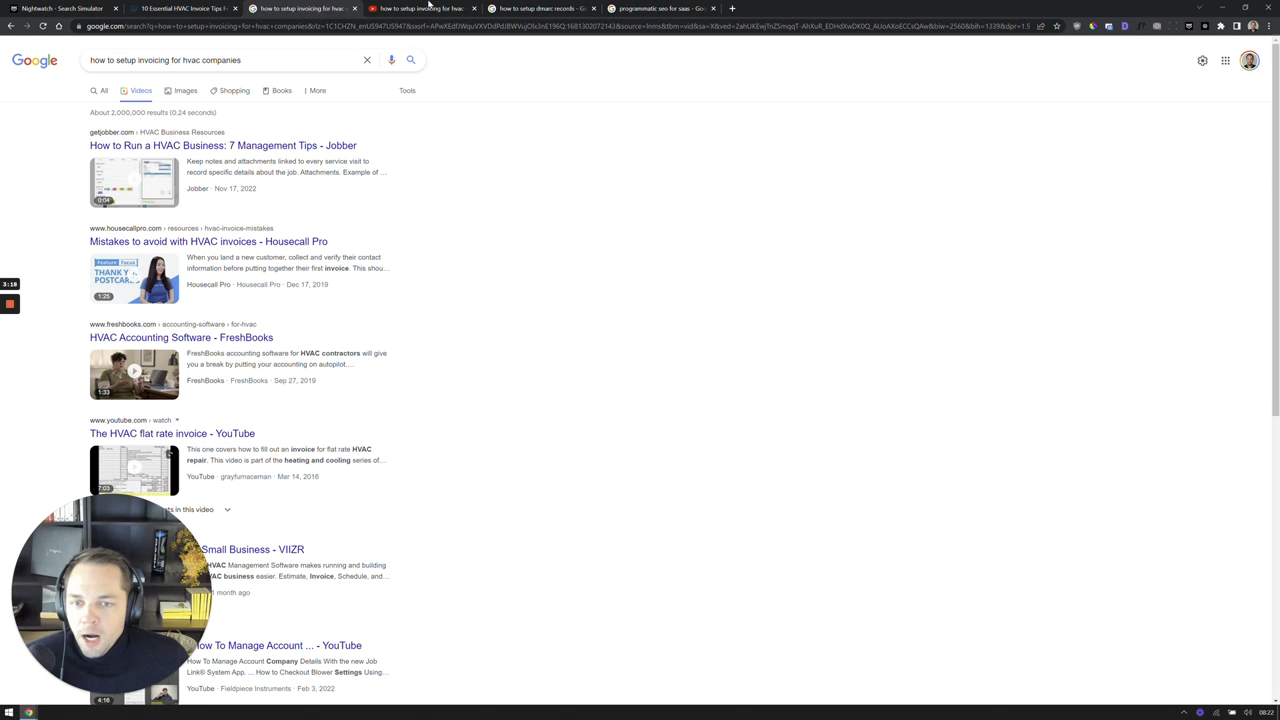 Nightwatch - Search Simulator
10 Essential HVAC Invoice Tips F
how to setup invoicing for hvac
how to setup invoicing for hvac
how to setup dmarc records - G
programmatic sno for saas - Go
Google
how to setup invoicing for hvac companies
All
Videos
Images
Shopping
Books
More
Tools
About 2,000,000 results (0.24 seconds)
getjobber.com › HVAC Business Resources
How to Run a HVAC Business: 7 Management Tips - Jobber
Keep notes and attachments linked to every service visit to
record specific details about the job. Attachments. Example of ...
0:04
Jobber · Nov 17, 2022
www.housecallpro.com › resources › hvac-invoice-mistakes
Mistakes to avoid with HVAC invoices - Housecall Pro
When you land a new customer, collect and verify their contact
information before putting together their first invoice. This shou...
Feature Focus
THANK Y
POSTCAR
1:25
Housecall Pro · Housecall Pro · Dec 17, 2019
3:18
www.freshbooks.com › accounting-software › for-hvac
HVAC Accounting Software - FreshBooks
FreshBooks accounting software for HVAC contractors will give
you a break by putting your accounting on autopilot....
1:33
FreshBooks · FreshBooks · Sep 27, 2019
www.youtube.com › watch
The HVAC flat rate invoice - YouTube
This one covers how to fill out an invoice for flat rate HVAC
repair. This video is part of the heating and cooling series of...
7:03
YouTube · grayfurnaceman · Mar 14, 2016
ts in this video
Small Business - VIIZR
HVAC Management Software makes running and building
VAC business easier. Estimate, Invoice, Schedule, and...
1 month ago
How To Manage Account ... - YouTube
How To Manage Account Company Details With the new Job
Link® System App. ... How to Checkout Blower Settings Using...
4:16
YouTube · Fieldpiece Instruments · Feb 3, 2022
08:22